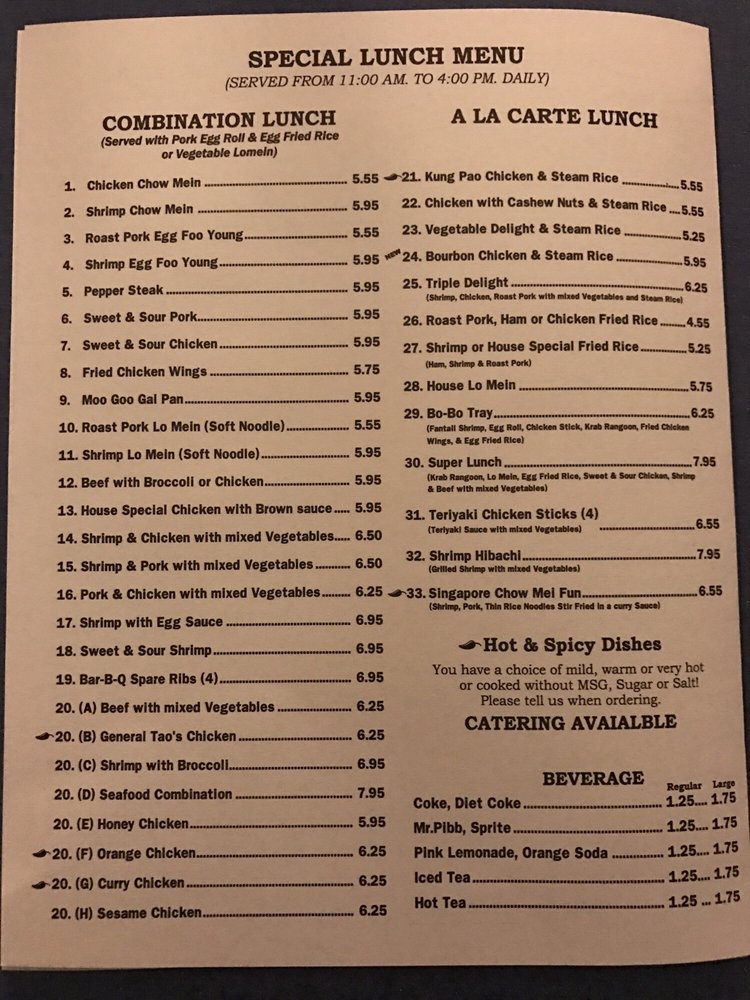 SPECIAL LUNCH MENU
(SERVED FROM 11:00 AM. TO 4:00 PM. DAILY)
COMBINATION LUNCH
(Served with Pork Egg Roll & Egg Fried Rice
or Vegetable Lomein)
1. Chicken Chow Mein 5.55
2. Shrimp Chow Mein 5.95
3. Roast Pork Egg Foo Young 5.55
4. Shrimp Egg Foo Young 5.95
5. Pepper Steak 5.95
6. Sweet & Sour Pork 5.95
7. Sweet & Sour Chicken 5.95
8. Fried Chicken Wings 5.75
9. Moo Goo Gai Pan 5.95
10. Roast Pork Lo Mein (Soft Noodle) 5.55
11. Shrimp Lo Mein (Soft Noodle) 5.95
12. Beef with Broccoli or Chicken 5.95
13. House Special Chicken with Brown sauce 5.95
14. Shrimp & Chicken with mixed Vegetables 6.50
15. Shrimp & Pork with mixed Vegetables 6.50
16. Pork & Chicken with mixed Vegetables 6.25
17. Shrimp with Egg Sauce 6.95
18. Sweet & Sour Shrimp 6.95
19. Bar-B-Q Spare Ribs (4) 6.95
20. (A) Beef with mixed Vegetables 6.25
20. (B) General Tao's Chicken 6.25
20. (C) Shrimp with Broccoli 6.95
20. (D) Seafood Combination 7.95
20. (E) Honey Chicken 5.95
20. (F) Orange Chicken 6.25
20. (G) Curry Chicken 6.25
20. (H) Sesame Chicken 6.25
A LA CARTE LUNCH
21. Kung Pao Chicken & Steam Rice 5.55
22. Chicken with Cashew Nuts & Steam Rice 5.55
23. Vegetable Delight & Steam Rice 5.25
NEW 24. Bourbon Chicken & Steam Rice 5.95
25. Triple Delight 6.25
(Shrimp, Chicken, Roast Pork with mixed Vegetables and Steam Rice)
26. Roast Pork, Ham or Chicken Fried Rice 4.55
27. Shrimp or House Special Fried Rice 5.25
(Ham, Shrimp & Roast Pork)
28. House Lo Mein 5.75
29. Bo-Bo Tray 6.25
(Fantail Shrimp, Egg Roll, Chicken Stick, Krab Rangoon, Fried Chicken
Wings, & Egg Fried Rice)
30. Super Lunch 7.95
(Krab Rangoon, Lo Mein, Egg Fried Rice, Sweet & Sour Chicken, Shrimp
& Beef with mixed Vegetables)
31. Teriyaki Chicken Sticks (4)
(Teriyaki Sauce with mixed Vegetables) 6.55
32. Shrimp Hibachi 7.95
(Grilled Shrimp with mixed Vegetables)
33. Singapore Chow Mei Fun 6.55
(Shrimp, Pork, Thin Rice Noodles Stir Fried in a curry Sauce)
Hot & Spicy Dishes
You have a choice of mild, warm or very hot
or cooked without MSG, Sugar or Salt!
Please tell us when ordering.
CATERING AVAIALBLE
BEVERAGE
Regular Large
Coke, Diet Coke 1.25 1.75
Mr.Pibb, Sprite 1.25 1.75
Pink Lemonade, Orange Soda 1.25 1.75
Iced Tea 1.25 1.75
Hot Tea 1.25 1.75